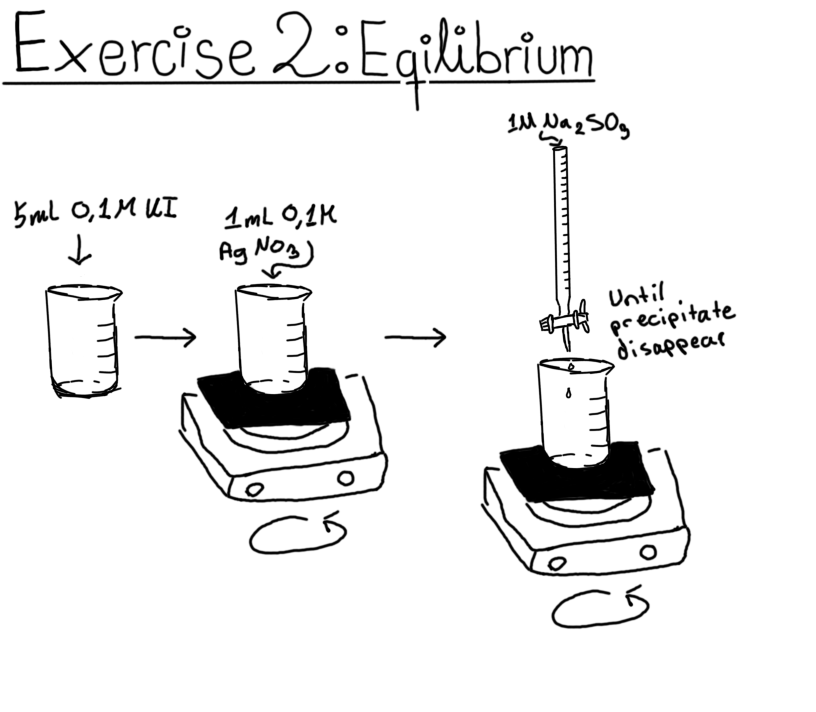 Exercise 2: Eqilibrium
1M Na₂SO₃
5mL 0,1M KI
1mL 0,1M
AgNO₃
Until
precipitate
disappear